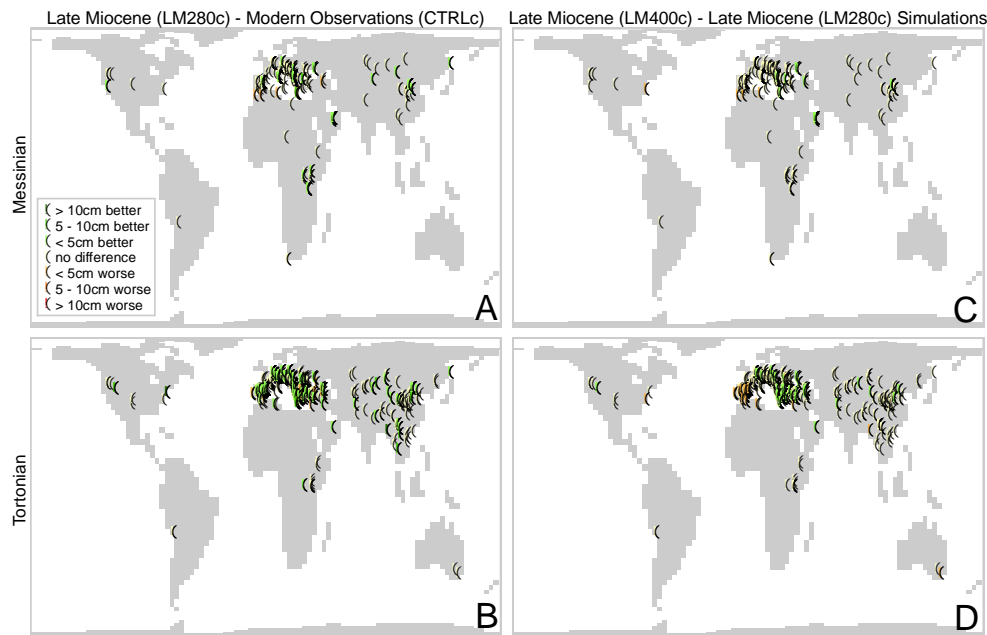 Late Miocene (LM280c) - Modern Observations (CTRLc)
Late Miocene (LM400c) - Late Miocene (LM280c) Simulations
Messinian
> 10cm better
5 - 10cm better
< 5cm better
no difference
< 5cm worse
5 - 10cm worse
> 10cm worse
A
C
Tortonian
B
D